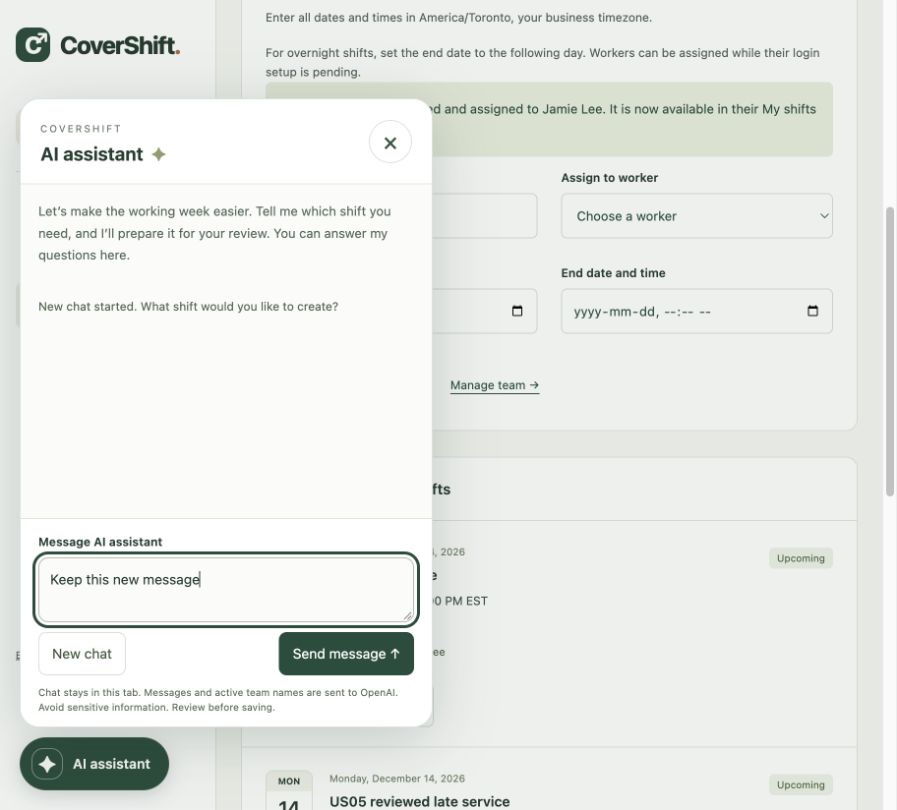 Enter all dates and times in America/Toronto, your business timezone.
CoverShift.
For overnight shifts, set the end date to the following day. Workers can be assigned while their login
setup is pending.
and assigned to Jamie Lee. It is now available in their My shifts
COVERSHIFT
AI assistant
Let's make the working week easier. Tell me which shift you
need, and I'll prepare it for your review. You can answer my
questions here.
New chat started. What shift would you like to create?
Message AI assistant
Keep this new message
New chat
Send message ↑
Chat stays in this tab. Messages and active team names are sent to OpenAI.
Avoid sensitive information. Review before saving.
AI assistant
Assign to worker
Choose a worker
End date and time
yyyy-mm-dd, --:-- --
Manage team →
, 2026
Upcoming
PM EST
MON
14
Monday, December 14, 2026
US05 reviewed late service
Upcoming